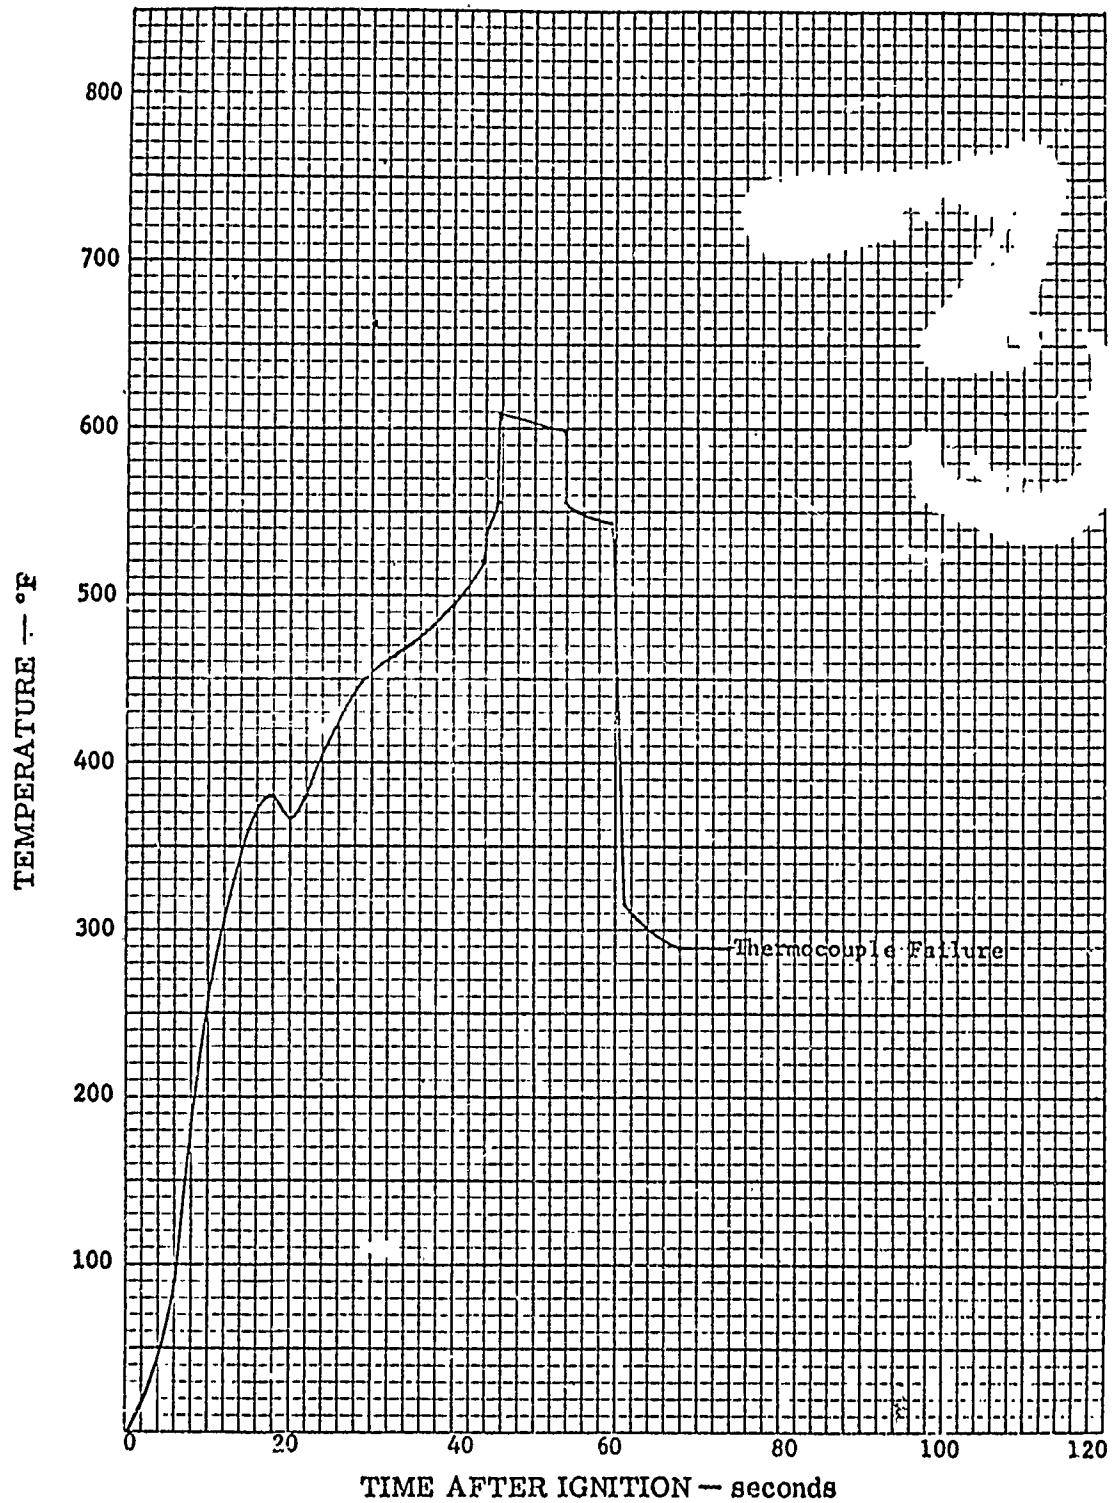 800
700
600
500
400
300
200
100
TEMPERATURE — °F
Thermocouple Failure
0 20 40 60 80 100 120
TIME AFTER IGNITION — seconds